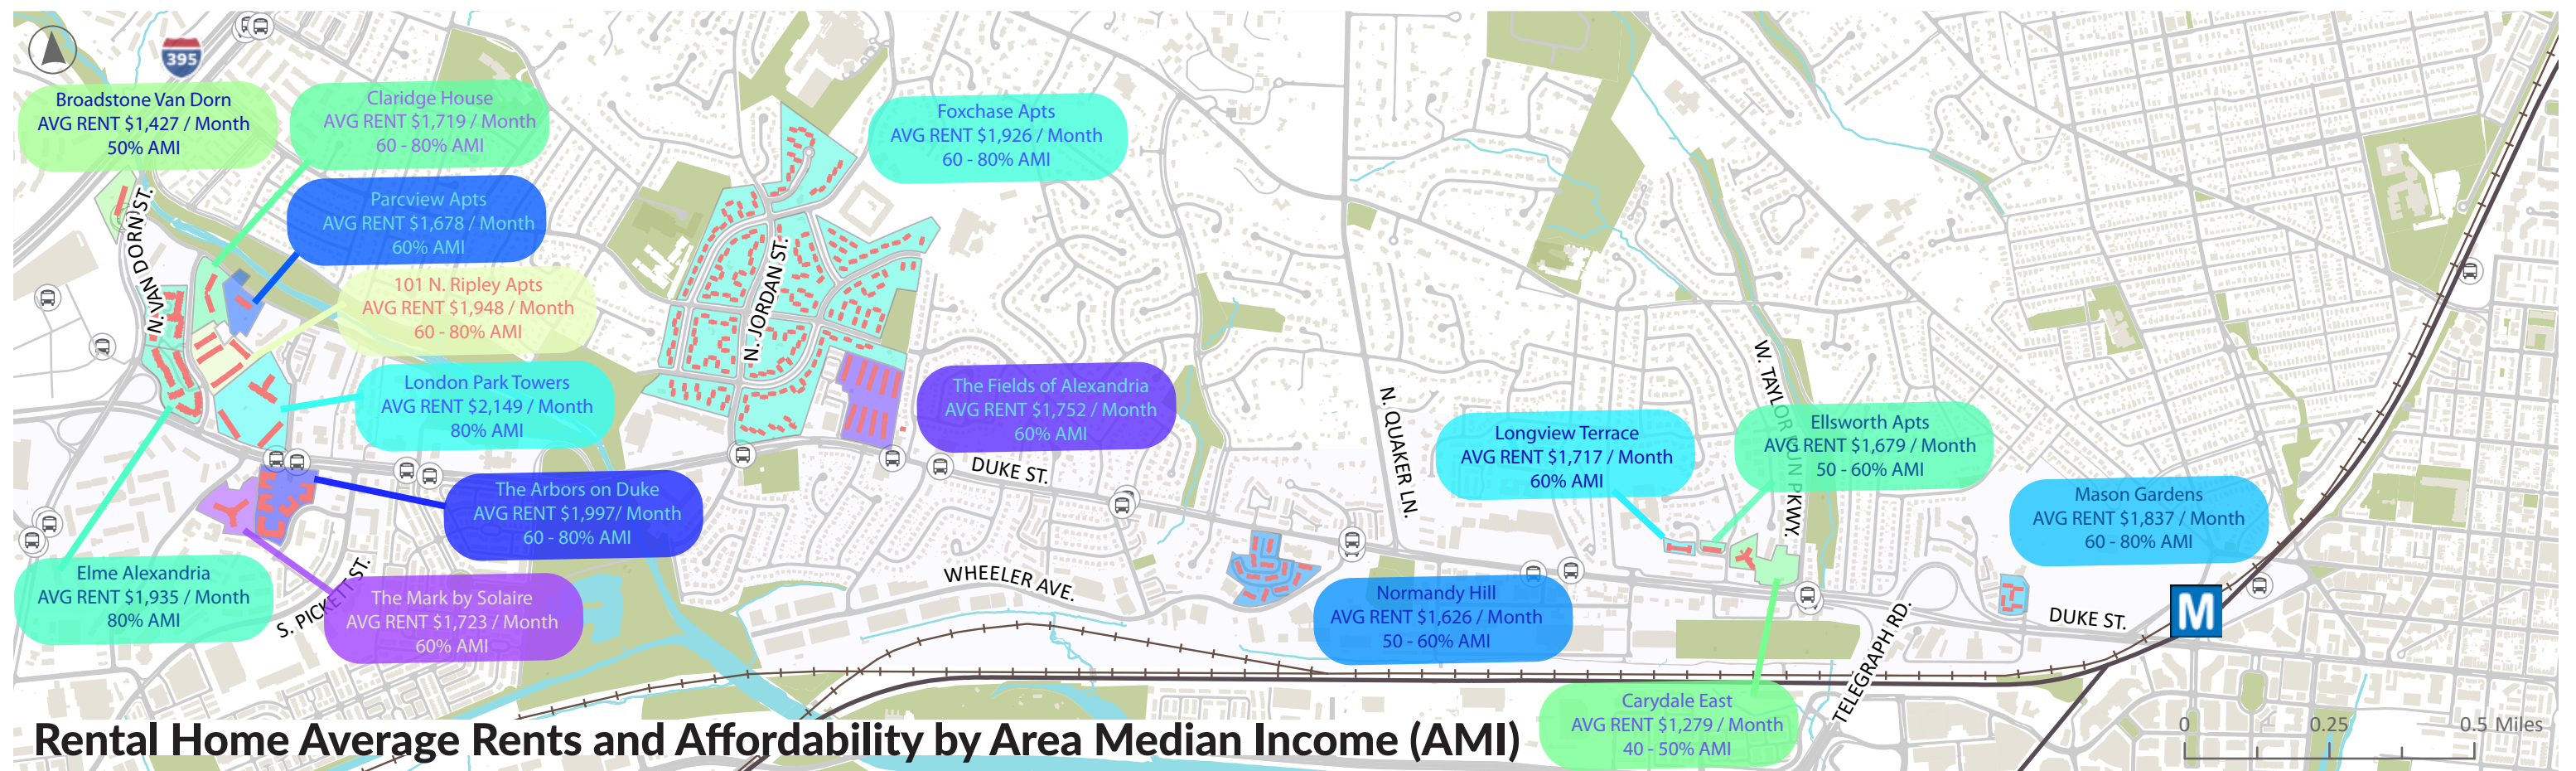 395
Broadstone Van Dorn
AVG RENT $1,427 / Month
50% AMI
Claridge House
AVG RENT $1,719 / Month
60 - 80% AMI
Foxchase Apts
AVG RENT $1,926 / Month
60 - 80% AMI
Parcview Apts
AVG RENT $1,678 / Month
60% AMI
N. VAN DORN ST.
101 N. Ripley Apts
AVG RENT $1,948 / Month
60 - 80% AMI
N. JORDAN ST.
London Park Towers
AVG RENT $2,149 / Month
80% AMI
The Fields of Alexandria
AVG RENT $1,752 / Month
60% AMI
N. QUAKER LN.
W. TAYLOR RUN PKWY.
Longview Terrace
AVG RENT $1,717 / Month
60% AMI
Ellsworth Apts
AVG RENT $1,679 / Month
50 - 60% AMI
DUKE ST.
The Arbors on Duke
AVG RENT $1,997/ Month
60 - 80% AMI
Mason Gardens
AVG RENT $1,837 / Month
60 - 80% AMI
Elme Alexandria
AVG RENT $1,935 / Month
80% AMI
S. PICKETT ST.
The Mark by Solaire
AVG RENT $1,723 / Month
60% AMI
WHEELER AVE.
Normandy Hill
AVG RENT $1,626 / Month
50 - 60% AMI
TELEGRAPH RD.
DUKE ST.
M
Carydale East
AVG RENT $1,279 / Month
40 - 50% AMI
Rental Home Average Rents and Affordability by Area Median Income (AMI)
0 0.25 0.5 Miles